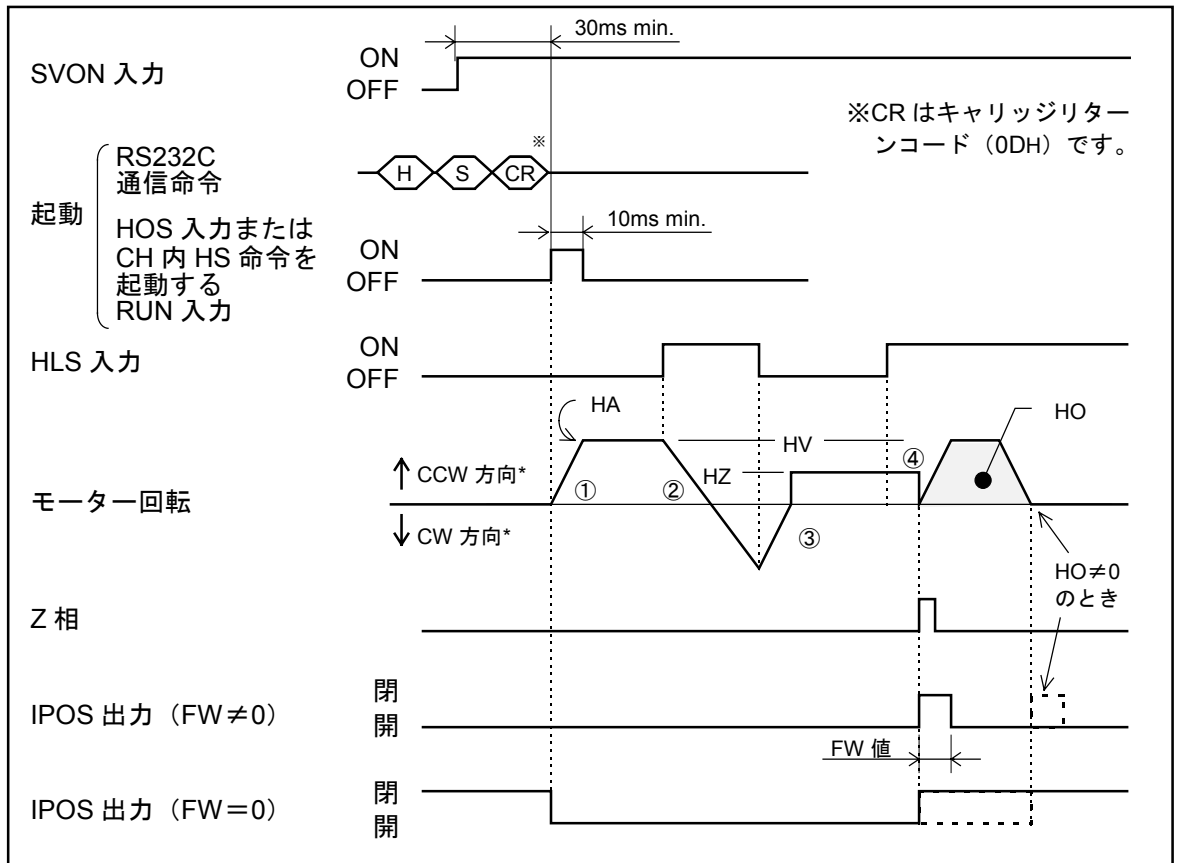 30ms min.
SVON 入力
ON
OFF
※CR はキャリッジリター
ンコード（0DH）です。
※
起動
RS232C
通信命令
H
S
CR
10ms min.
HOS 入力または
CH 内 HS 命令を
起動する
RUN 入力
ON
OFF
HLS 入力
ON
OFF
HA
HO
HV
HZ
④
↑ CCW 方向*
①
②
モーター回転
↓ CW 方向*
③
HO≠0
のとき
Z 相
IPOS 出力（FW≠0）
閉
開
FW 値
IPOS 出力（FW＝0）
閉
開